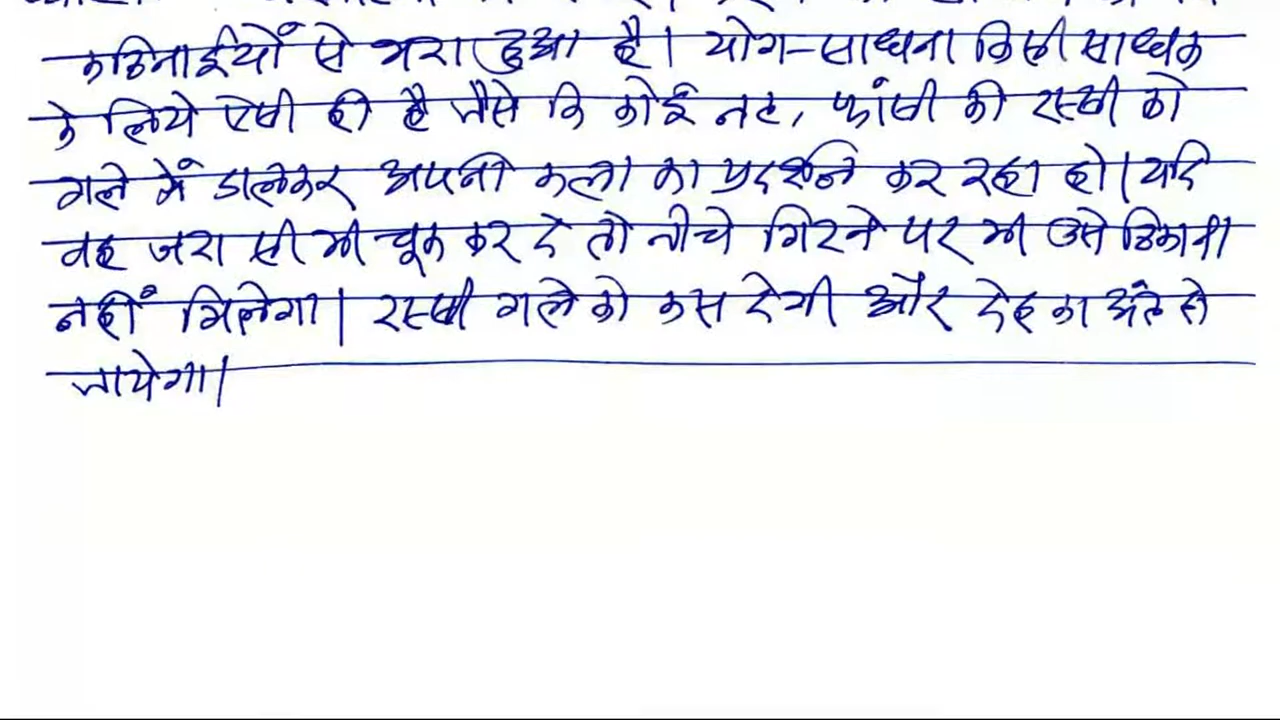 कठिनाईयों से भरा हुआ है। योग-साधना किसी साधक
के लिये ऐसी ही है जैसे कि कोई नट, फांसी की रस्सी को
गले में डालकर अपनी कला का प्रदर्शन कर रहा हो। यदि
वह जरा सी भी चूक कर दे तो नीचे गिरने पर भी उसे ठिकाना
नहीं मिलेगा। रस्सी गले को कस देगी और देह का अंत हो
जायेगा।